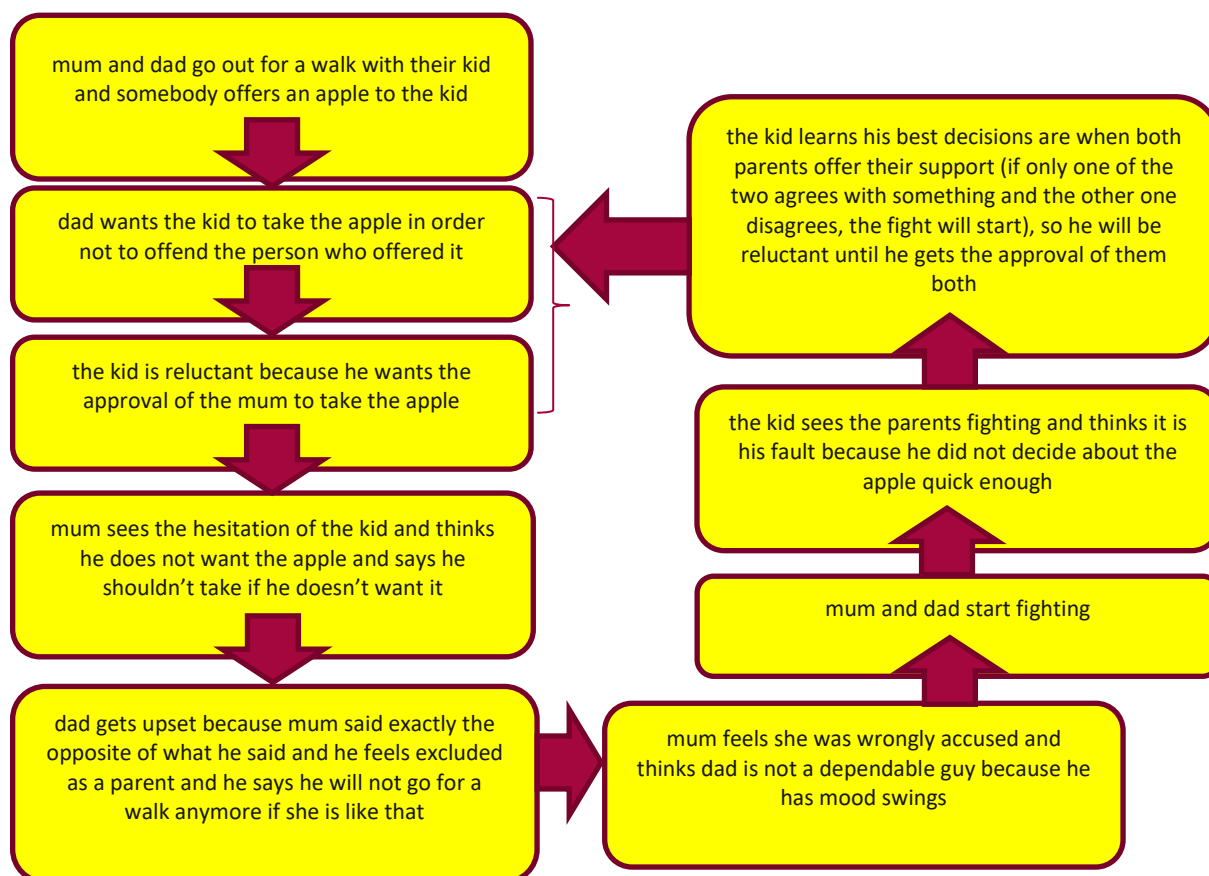 mum and dad go out for a walk with their kid
and somebody offers an apple to the kid
dad wants the kid to take the apple in order
not to offend the person who offered it
the kid is reluctant because he wants the
approval of the mum to take the apple
mum sees the hesitation of the kid and thinks
he does not want the apple and says he
shouldn’t take if he doesn’t want it
dad gets upset because mum said exactly the
opposite of what he said and he feels excluded
as a parent and he says he will not go for a
walk anymore if she is like that
mum feels she was wrongly accused and
thinks dad is not a dependable guy because he
has mood swings
mum and dad start fighting
the kid sees the parents fighting and thinks it is
his fault because he did not decide about the
apple quick enough
the kid learns his best decisions are when both
parents offer their support (if only one of the
two agrees with something and the other one
disagrees, the fight will start), so he will be
reluctant until he gets the approval of them
both